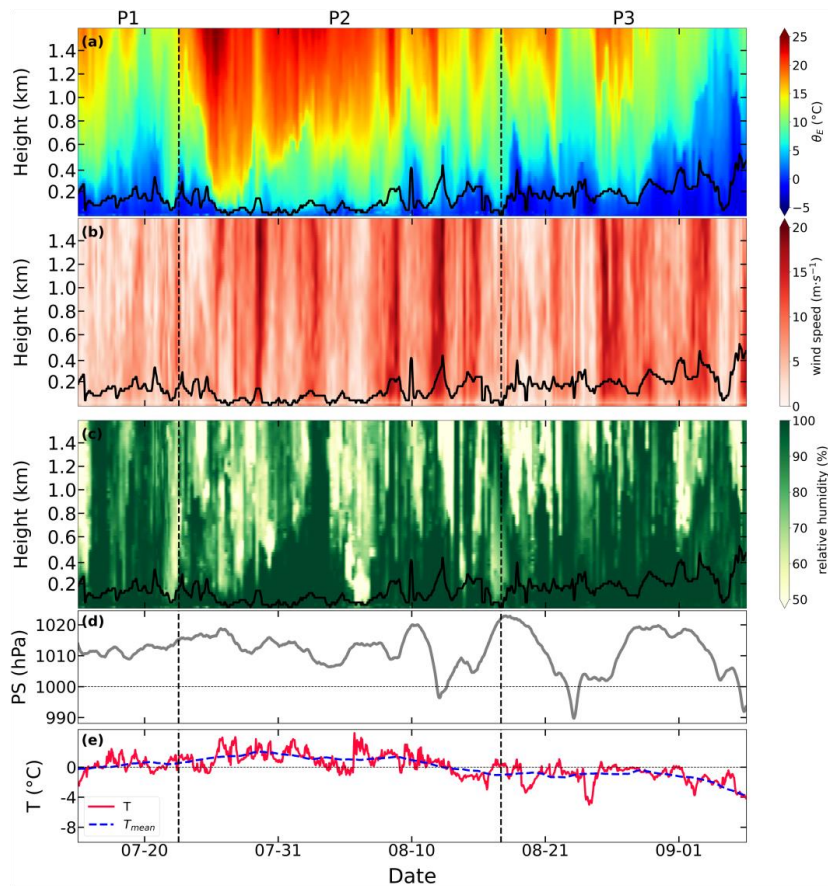 P1 P2 P3
(a)
Height (km)
1.4
1.2
1.0
0.8
0.6
0.4
0.2
25
20
15
10
5
0
−5
θE (°C)
(b)
Height (km)
1.4
1.2
1.0
0.8
0.6
0.4
0.2
20
15
10
5
0
wind speed (m·s⁻¹)
(c)
Height (km)
1.4
1.2
1.0
0.8
0.6
0.4
0.2
100
90
80
70
60
50
relative humidity (%)
(d)
PS (hPa)
1020
1010
1000
990
(e)
T (°C)
0
-4
-8
T
Tmean
07-20 07-31 08-10 08-21 09-01
Date